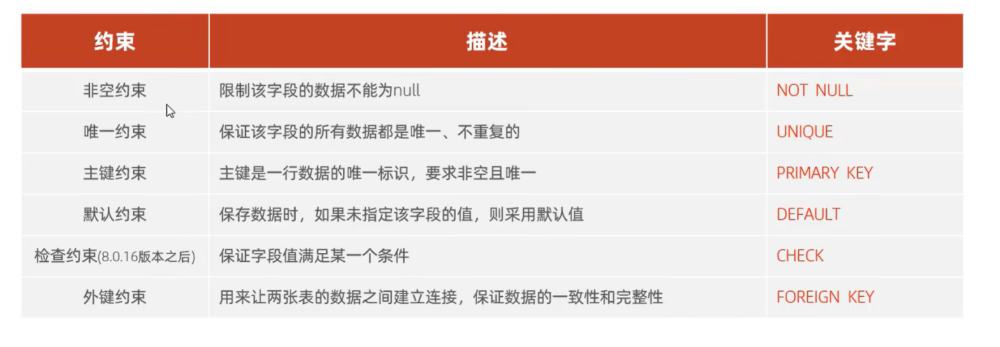 约束 描述 关键字
非空约束 限制该字段的数据不能为null NOT NULL
唯一约束 保证该字段的所有数据都是唯一、不重复的 UNIQUE
主键约束 主键是一行数据的唯一标识，要求非空且唯一 PRIMARY KEY
默认约束 保存数据时，如果未指定该字段的值，则采用默认值 DEFAULT
检查约束(8.0.16版本之后) 保证字段值满足某一个条件 CHECK
外键约束 用来让两张表的数据之间建立连接，保证数据的一致性和完整性 FOREIGN KEY